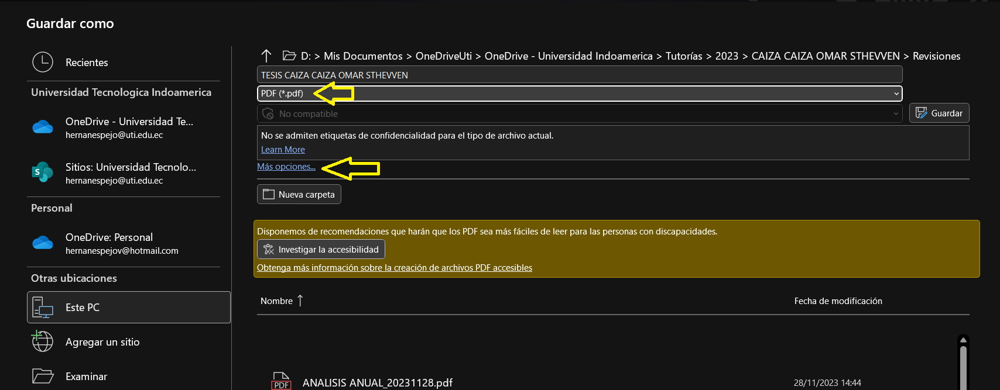 Guardar como
Recientes
Universidad Tecnologica Indoamerica
OneDrive - Universidad Te...
hernanespejo@uti.edu.ec
Sitios: Universidad Tecnolo...
hernanespejo@uti.edu.ec
Personal
OneDrive: Personal
hernanespejov@hotmail.com
Otras ubicaciones
Este PC
Agregar un sitio
Examinar
D: > Mis Documentos > OneDriveUti > OneDrive - Universidad Indoamerica > Tutorías > 2023 > CAIZA CAIZA OMAR STHEVVEN > Revisiones
TESIS CAIZA CAIZA OMAR STHEVVEN
PDF (*.pdf)
No compatible
Guardar
No se admiten etiquetas de confidencialidad para el tipo de archivo actual.
Learn More
Más opciones...
Nueva carpeta
Disponemos de recomendaciones que harán que los PDF sea más fáciles de leer para las personas con discapacidades.
Investigar la accesibilidad
Obtenga más información sobre la creación de archivos PDF accesibles
Nombre ↑ Fecha de modificación
PDF ANALISIS ANUAL_20231128.pdf 28/11/2023 14:44